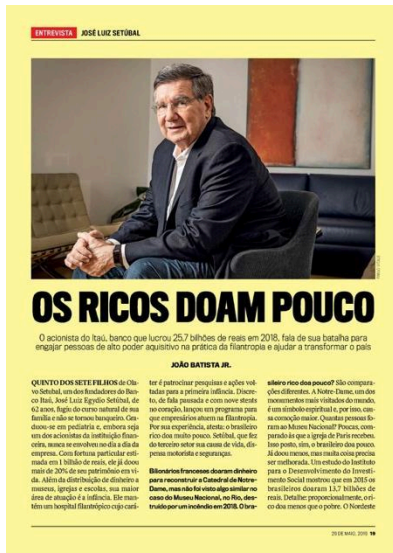 ENTREVISTA JOSÉ LUIZ SETÚBAL
OS RICOS DOAM POUCO
O acionista do Itaú, banco que lucrou 25,7 bilhões de reais em 2018, fala de sua batalha para
engajar pessoas de alto poder aquisitivo na prática da filantropia e ajudar a transformar o país
JOÃO BATISTA JR.
QUINTO DOS SETE FILHOS de Ola-
vo Setubal, um dos fundadores do Ban-
co Itaú, José Luiz Egydio Setúbal, de
62 anos, fugiu do curso natural de sua
família e não se tornou banqueiro. Gra-
duou-se em pediatria e, embora seja
um dos acionistas da instituição finan-
ceira, nunca se envolveu no dia a dia da
empresa. Com fortuna particular esti-
mada em 1 bilhão de reais, ele já doou
mais de 20% de seu patrimônio em vi-
da. Além da distribuição de dinheiro a
museus, igrejas e escolas, sua maior
área de atuação é a infância. Ele man-
tém um hospital filantrópico cujo cará-
ter é patrocinar pesquisas e ações vol-
tadas para a primeira infância. Discre-
to, de fala pausada e com nove stents
no coração, lançou um programa para
que empresários atuem na filantropia.
Por sua experiência, atesta: o brasilei-
ro rico doa muito pouco. Setúbal, que fez
do terceiro setor sua causa de vida, dis-
pensa motorista e seguranças.
Bilionários franceses doaram dinheiro
para reconstruir a Catedral de Notre-
Dame, mas não foi visto algo similar no
caso do Museu Nacional, no Rio, des-
truído por um incêndio em 2018. O bra-
sileiro rico doa pouco? São compara-
ções diferentes. A Notre-Dame, um dos
monumentos mais visitados do mundo,
é um símbolo espiritual e, por isso, cau-
sa comoção maior. Quantas pessoas fo-
ram ao Museu Nacional? Poucas, com-
parado às que a igreja de Paris recebeu.
Isso posto, sim, o brasileiro doa pouco.
Já doou menos, mas muita coisa precisa
ser melhorada. Um estudo do Instituto
para o Desenvolvimento do Investi-
mento Social mostrou que em 2015 os
brasileiros doaram 13,7 bilhões de
reais. Detalhe: proporcionalmente, o ri-
co doa menos que o pobre. O Nordeste
29 DE MAIO, 2019 19